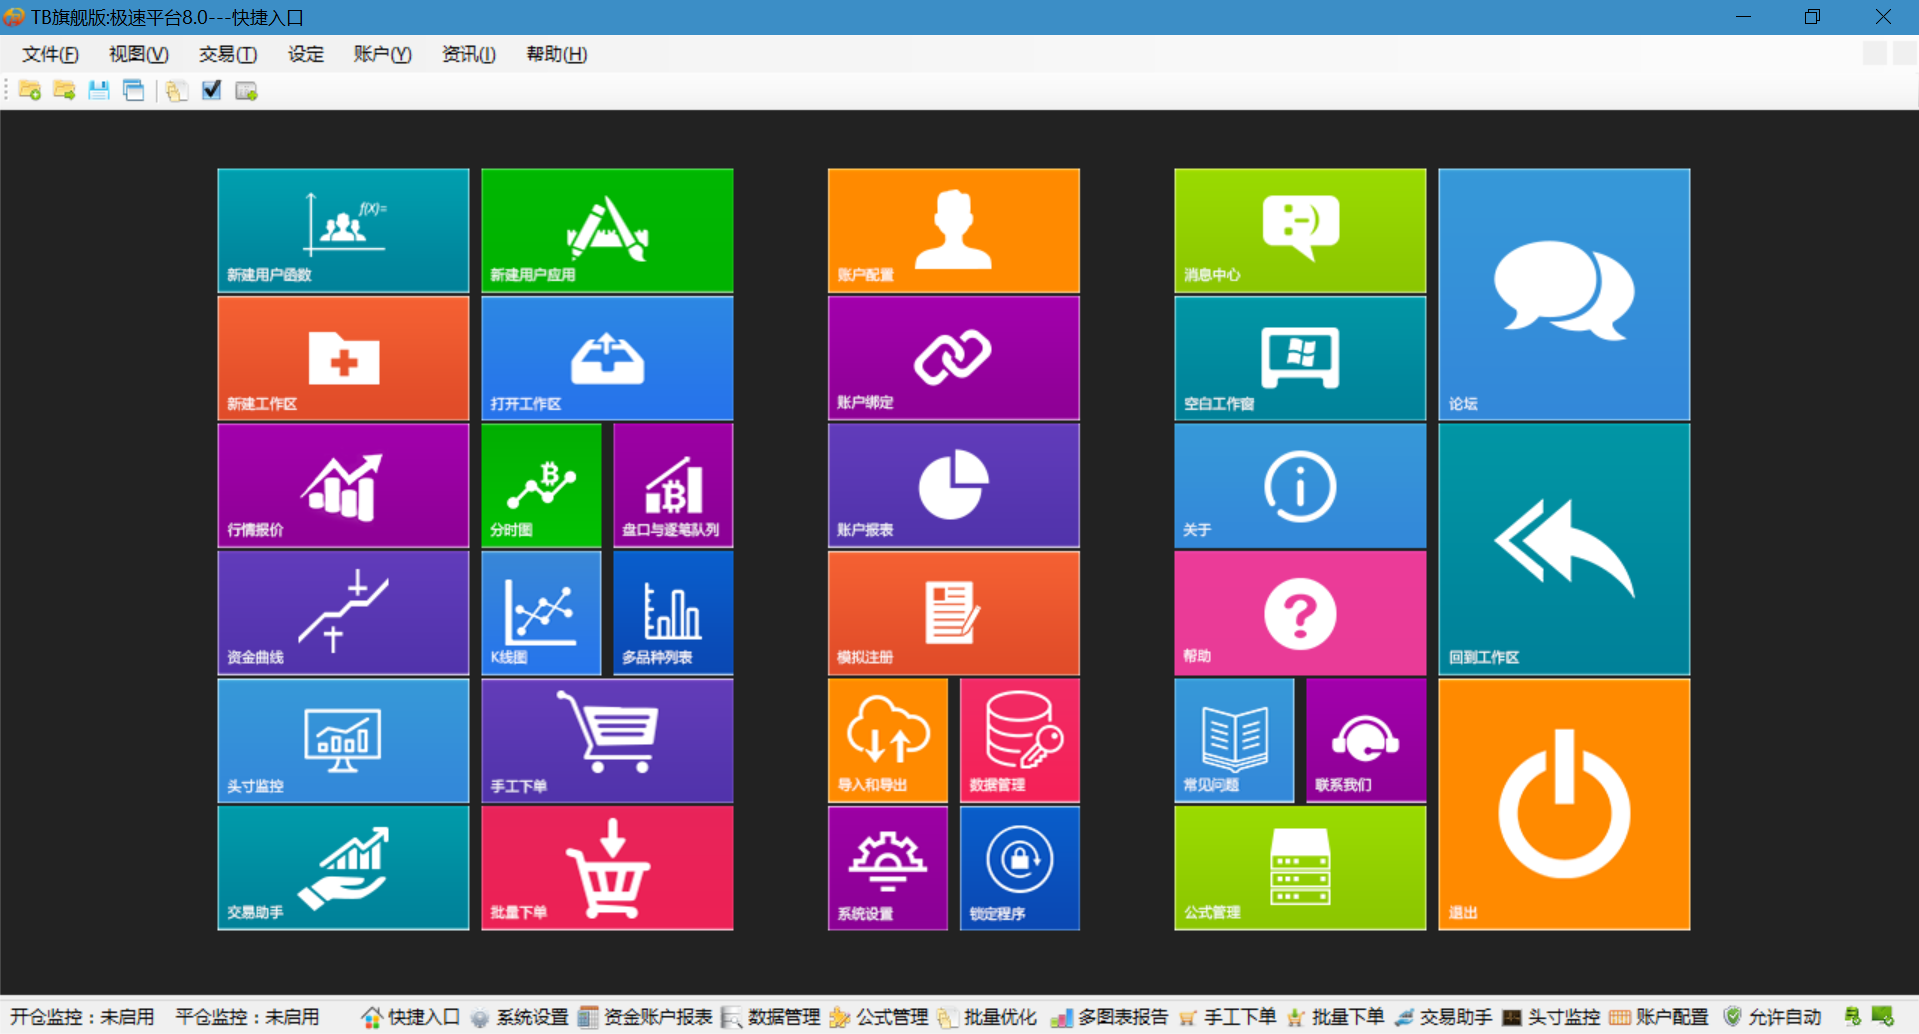 TB旗舰版:极速平台8.0---快捷入口
文件(F) 视图(V) 交易(T) 设定 账户(Y) 资讯(I) 帮助(H)
f(X)=
新建用户函数
新建用户应用
账户配置
消息中心
论坛
新建工作区
打开工作区
账户绑定
空白工作窗
行情报价
分时图
盘口与逐笔队列
账户报表
关于
回到工作区
资金曲线
K线图
多品种列表
模拟注册
帮助
头寸监控
手工下单
导入和导出
数据管理
常见问题
联系我们
退出
交易助手
批量下单
系统设置
锁定程序
公式管理
开仓监控：未启用 平仓监控：未启用 快捷入口 系统设置 资金账户报表 数据管理 公式管理 批量优化 多图表报告 手工下单 批量下单 交易助手 头寸监控 账户配置 允许自动